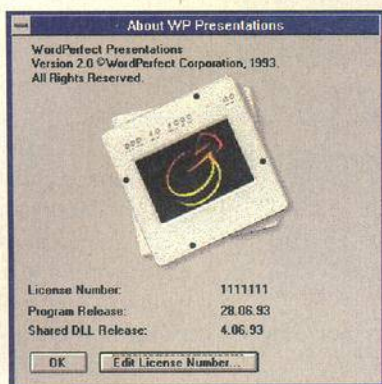 About WP Presentations
WordPerfect Presentations
Version 2.0 ©WordPerfect Corporation, 1993.
All Rights Reserved.
1993
License Number: 1111111
Program Release: 28.06.93
Shared DLL Release: 4.06.93
OK Edit License Number...